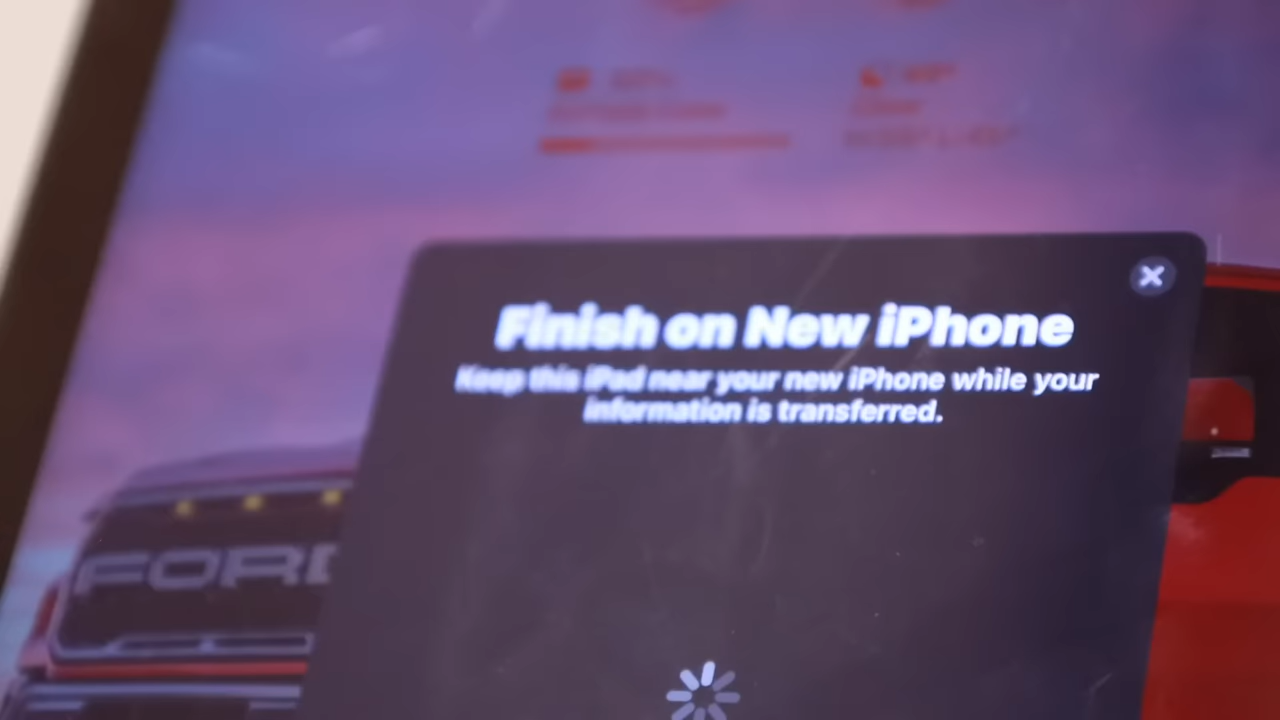 Finish on New iPhone
Keep this iPad near your new iPhone while your
information is transferred.
FORD